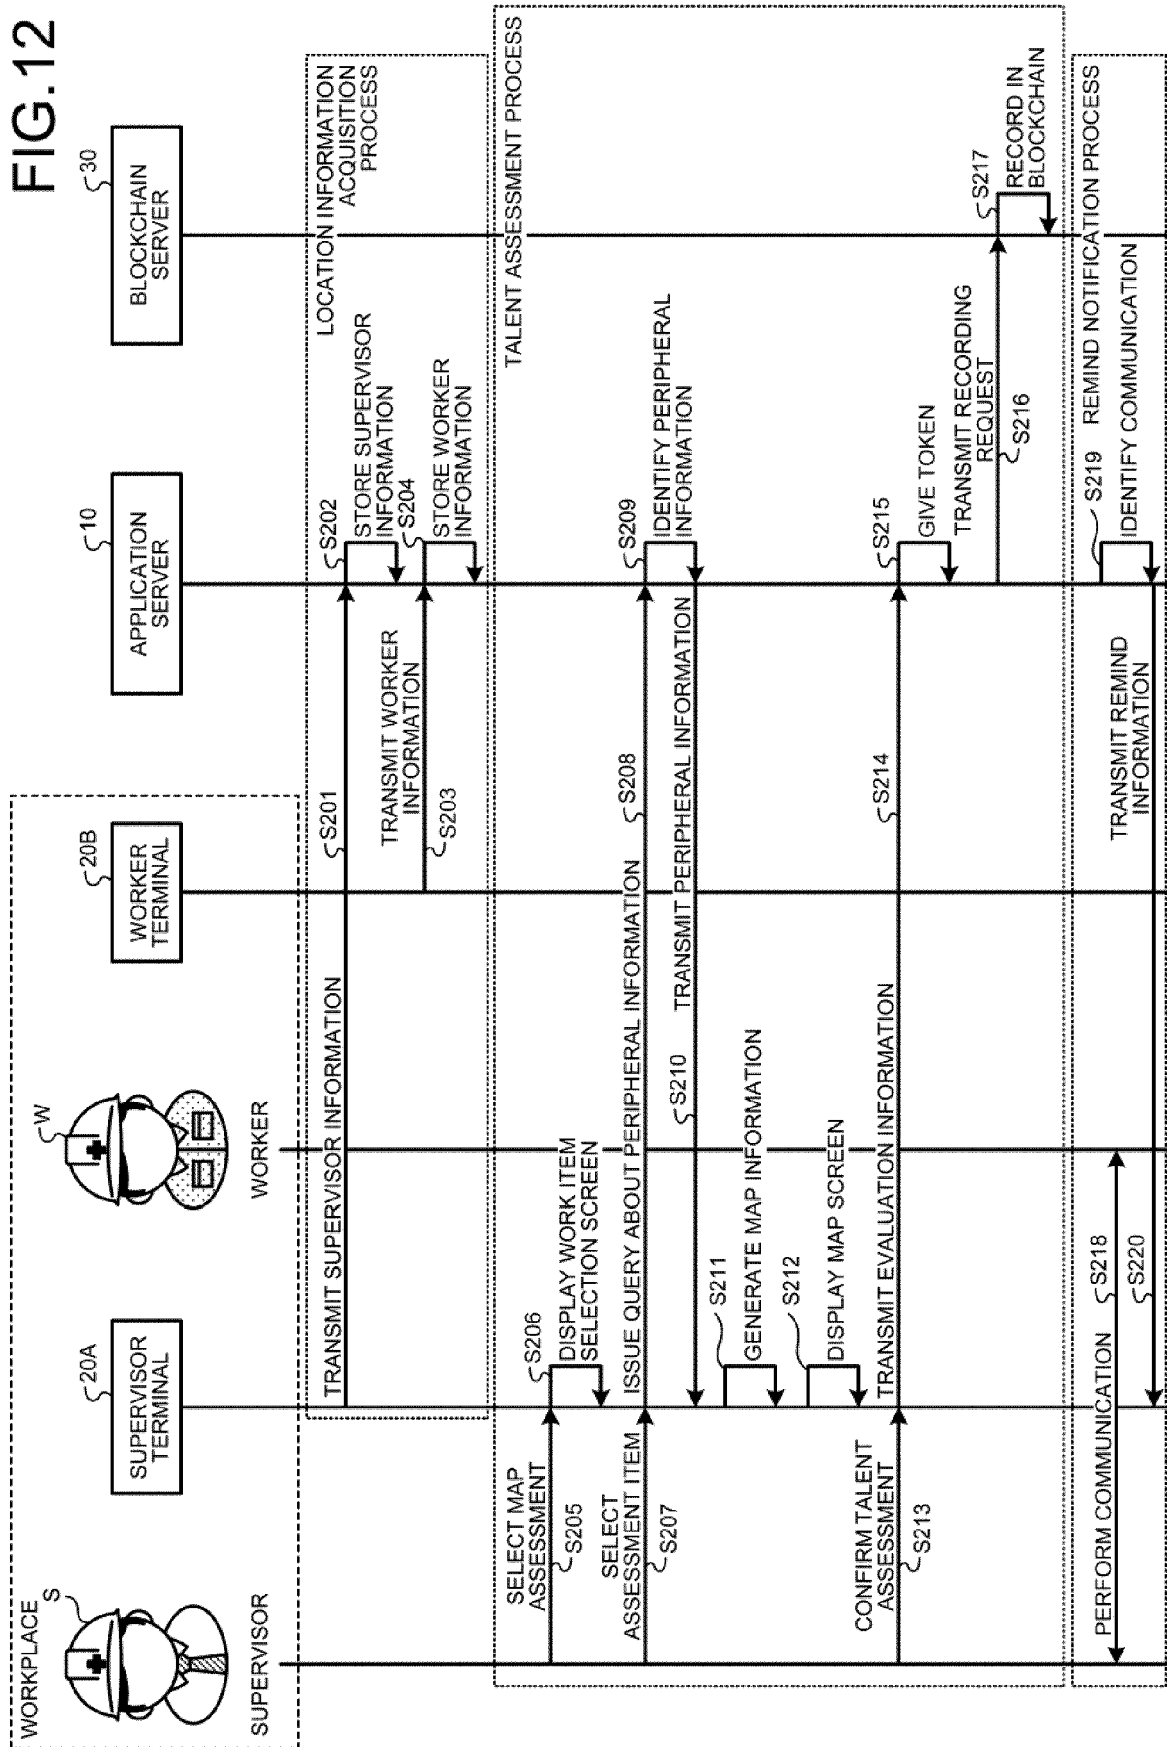 FIG.12
WORKPLACE
S
SUPERVISOR
20A
SUPERVISOR
TERMINAL
W
WORKER
20B
WORKER
TERMINAL
10
APPLICATION
SERVER
30
BLOCKCHAIN
SERVER
LOCATION INFORMATION
ACQUISITION
PROCESS
TRANSMIT SUPERVISOR INFORMATION
S201
S202
STORE SUPERVISOR
INFORMATION
TRANSMIT WORKER
INFORMATION
S203
S204
STORE WORKER
INFORMATION
TALENT ASSESSMENT PROCESS
SELECT MAP
ASSESSMENT
S205
S206
DISPLAY WORK ITEM
SELECTION SCREEN
SELECT
ASSESSMENT ITEM
S207
ISSUE QUERY ABOUT PERIPHERAL INFORMATION
S208
S209
IDENTIFY PERIPHERAL
INFORMATION
TRANSMIT PERIPHERAL INFORMATION
S210
S211
GENERATE MAP INFORMATION
S212
DISPLAY MAP SCREEN
CONFIRM TALENT
ASSESSMENT
S213
TRANSMIT EVALUATION INFORMATION
S214
S215
GIVE TOKEN
TRANSMIT RECORDING
REQUEST
S216
S217
RECORD IN
BLOCKCHAIN
REMIND NOTIFICATION PROCESS
PERFORM COMMUNICATION
S218
S219
IDENTIFY COMMUNICATION
TRANSMIT REMIND
INFORMATION
S220